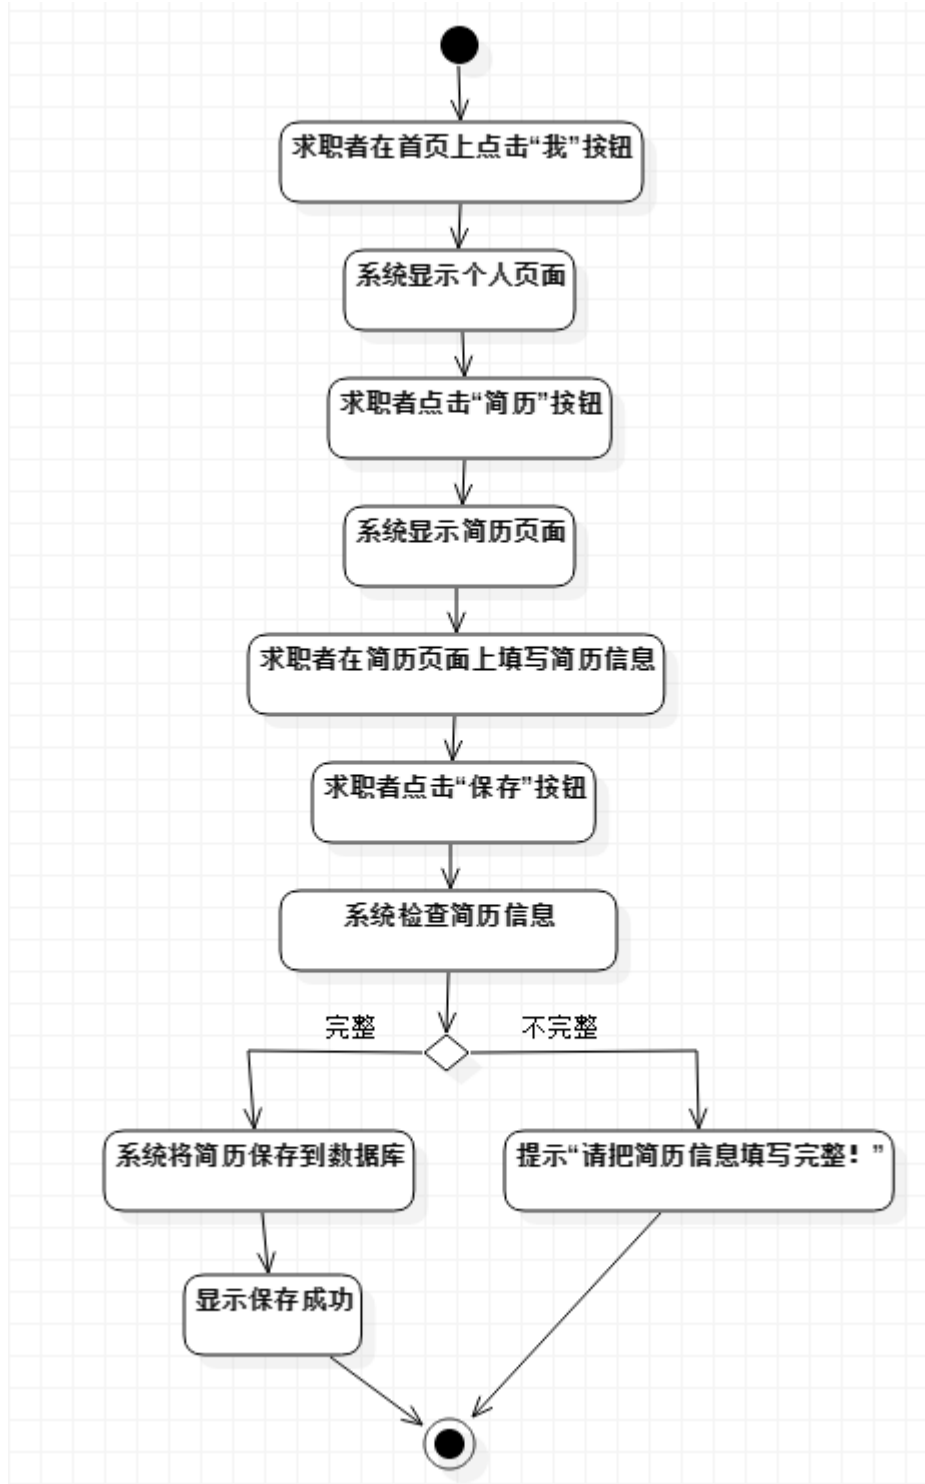 求职者在首页上点击“我”按钮
系统显示个人页面
求职者点击“简历”按钮
系统显示简历页面
求职者在简历页面上填写简历信息
求职者点击“保存”按钮
系统检查简历信息
完整
不完整
系统将简历保存到数据库
提示“请把简历信息填写完整！”
显示保存成功